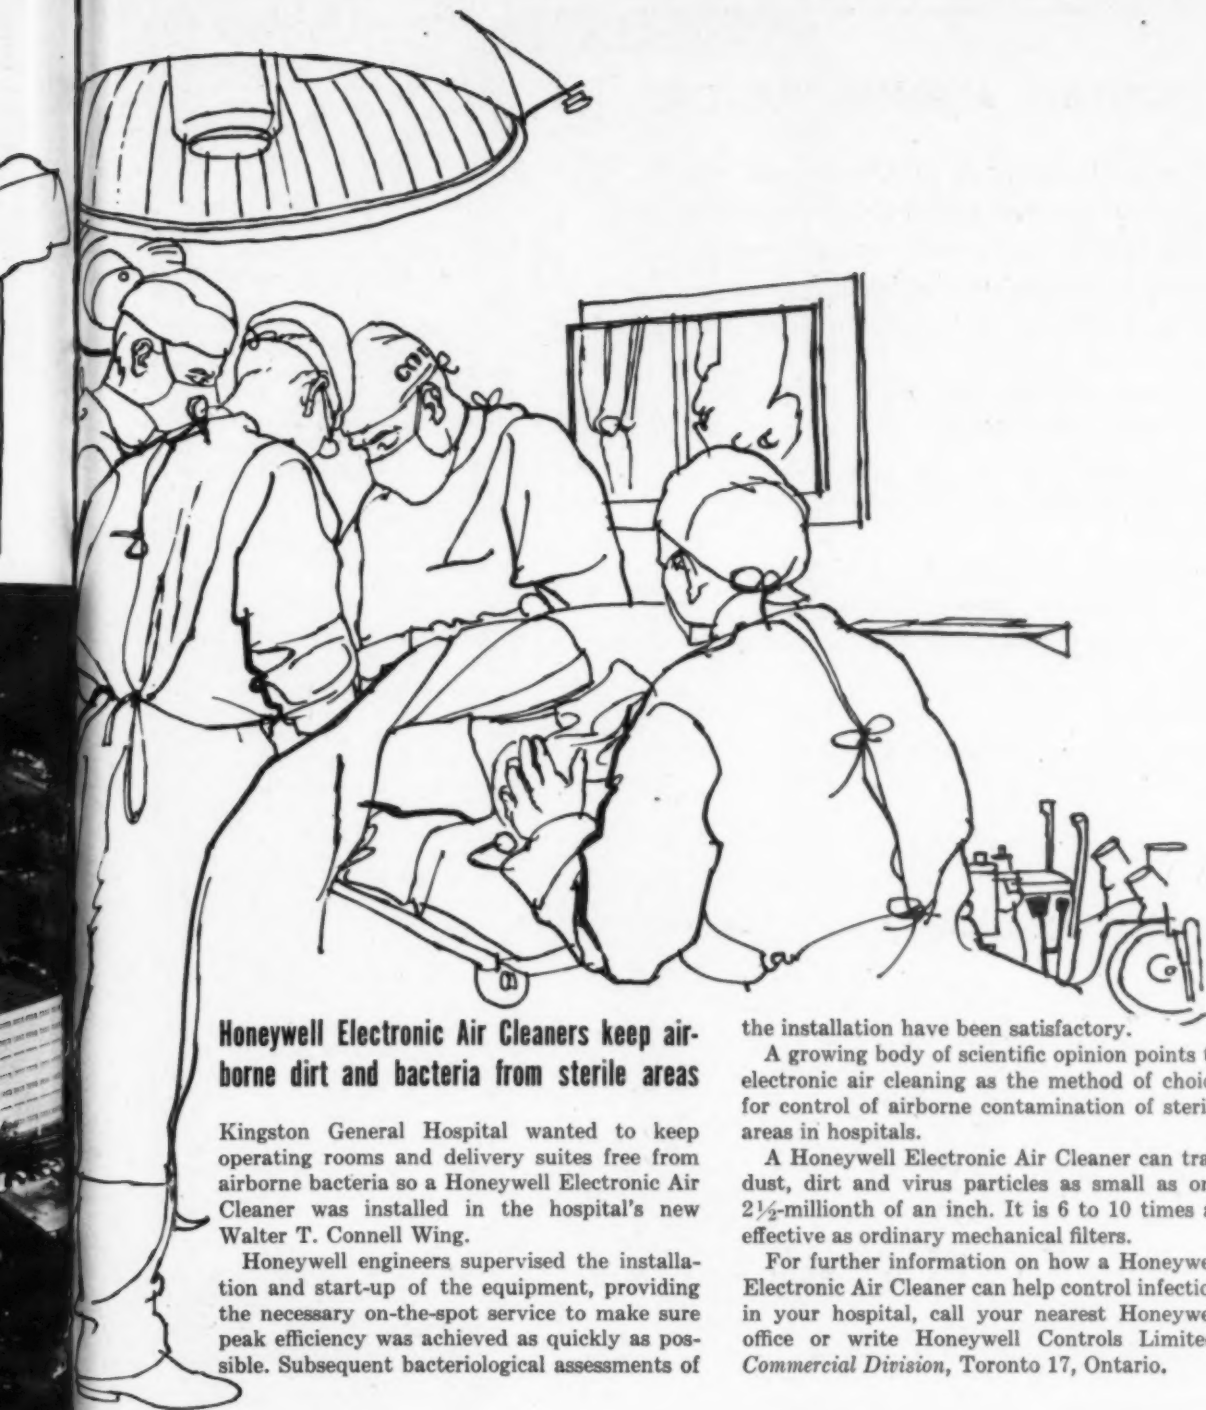 Honeywell Electronic Air Cleaners keep air-
borne dirt and bacteria from sterile areas
Kingston General Hospital wanted to keep
operating rooms and delivery suites free from
airborne bacteria so a Honeywell Electronic Air
Cleaner was installed in the hospital's new
Walter T. Connell Wing.
Honeywell engineers supervised the installa-
tion and start-up of the equipment, providing
the necessary on-the-spot service to make sure
peak efficiency was achieved as quickly as pos-
sible. Subsequent bacteriological assessments of
the installation have been satisfactory.
A growing body of scientific opinion points
electronic air cleaning as the method of
for control of airborne contamination of
areas in hospitals.
A Honeywell Electronic Air Cleaner can
dust, dirt and virus particles as small as
2½-millionth of an inch. It is 6 to 10 times
effective as ordinary mechanical filters.
For further information on how a
Electronic Air Cleaner can help control
in your hospital, call your nearest
office or write Honeywell Controls
Commercial Division, Toronto 17, Ontario.